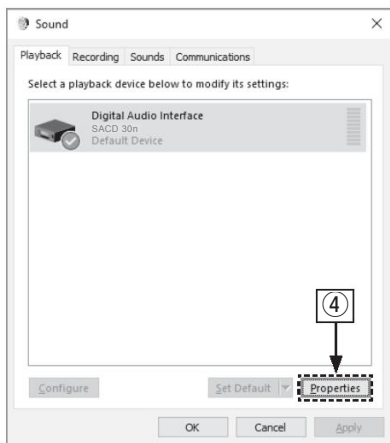 Sound
Playback Recording Sounds Communications
Select a playback device below to modify its settings:
Digital Audio Interface
SACD 30n
Default Device
④
Configure Set Default Properties
OK Cancel Apply